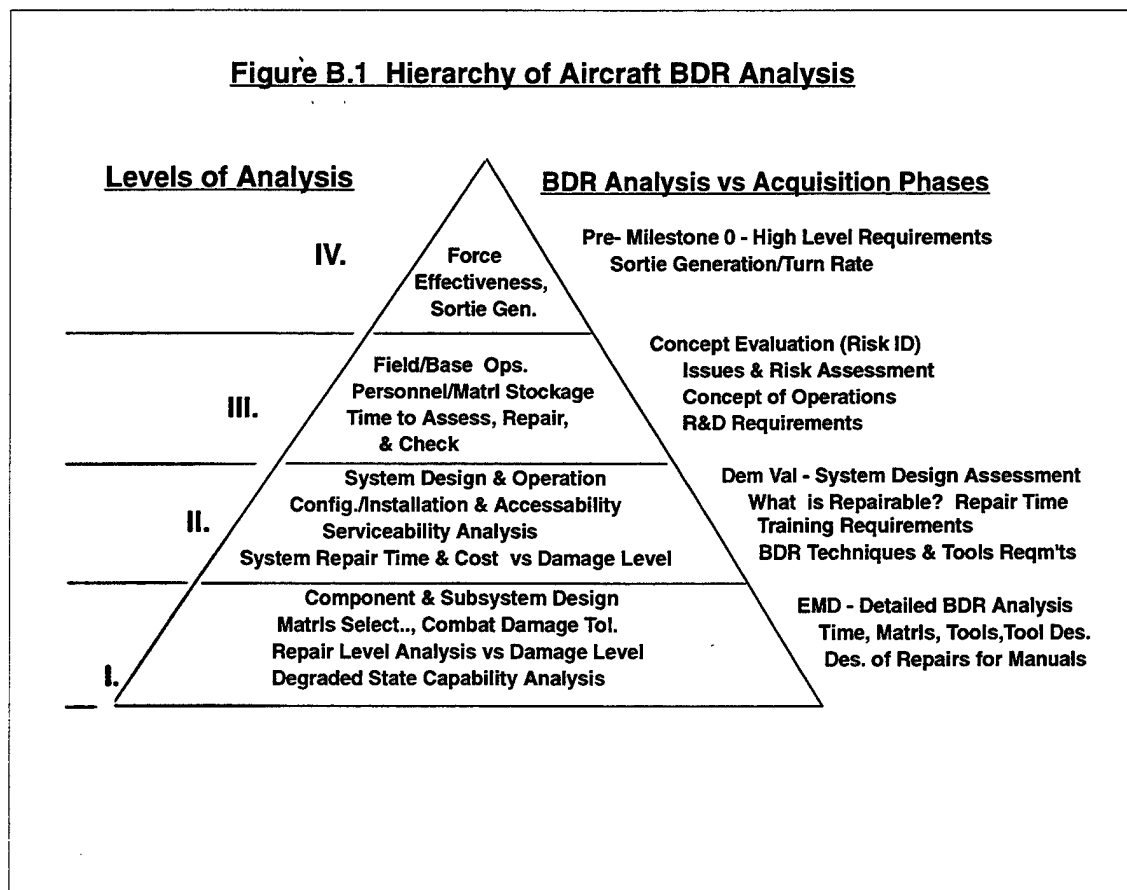 Figure B.1 Hierarchy of Aircraft BDR Analysis
Levels of Analysis
BDR Analysis vs Acquisition Phases
IV.
Force
Effectiveness,
Sortie Gen.
Pre- Milestone 0 - High Level Requirements
Sortie Generation/Turn Rate
III.
Field/Base Ops.
Personnel/Matrl Stockage
Time to Assess, Repair,
& Check
Concept Evaluation (Risk ID)
Issues & Risk Assessment
Concept of Operations
R&D Requirements
II.
System Design & Operation
Config./Installation & Accessability
Serviceability Analysis
System Repair Time & Cost vs Damage Level
Dem Val - System Design Assessment
What is Repairable? Repair Time
Training Requirements
BDR Techniques & Tools Reqm'ts
I.
Component & Subsystem Design
Matrls Select.., Combat Damage Tol.
Repair Level Analysis vs Damage Level
Degraded State Capability Analysis
EMD - Detailed BDR Analysis
Time, Matrls, Tools,Tool Des.
Des. of Repairs for Manuals